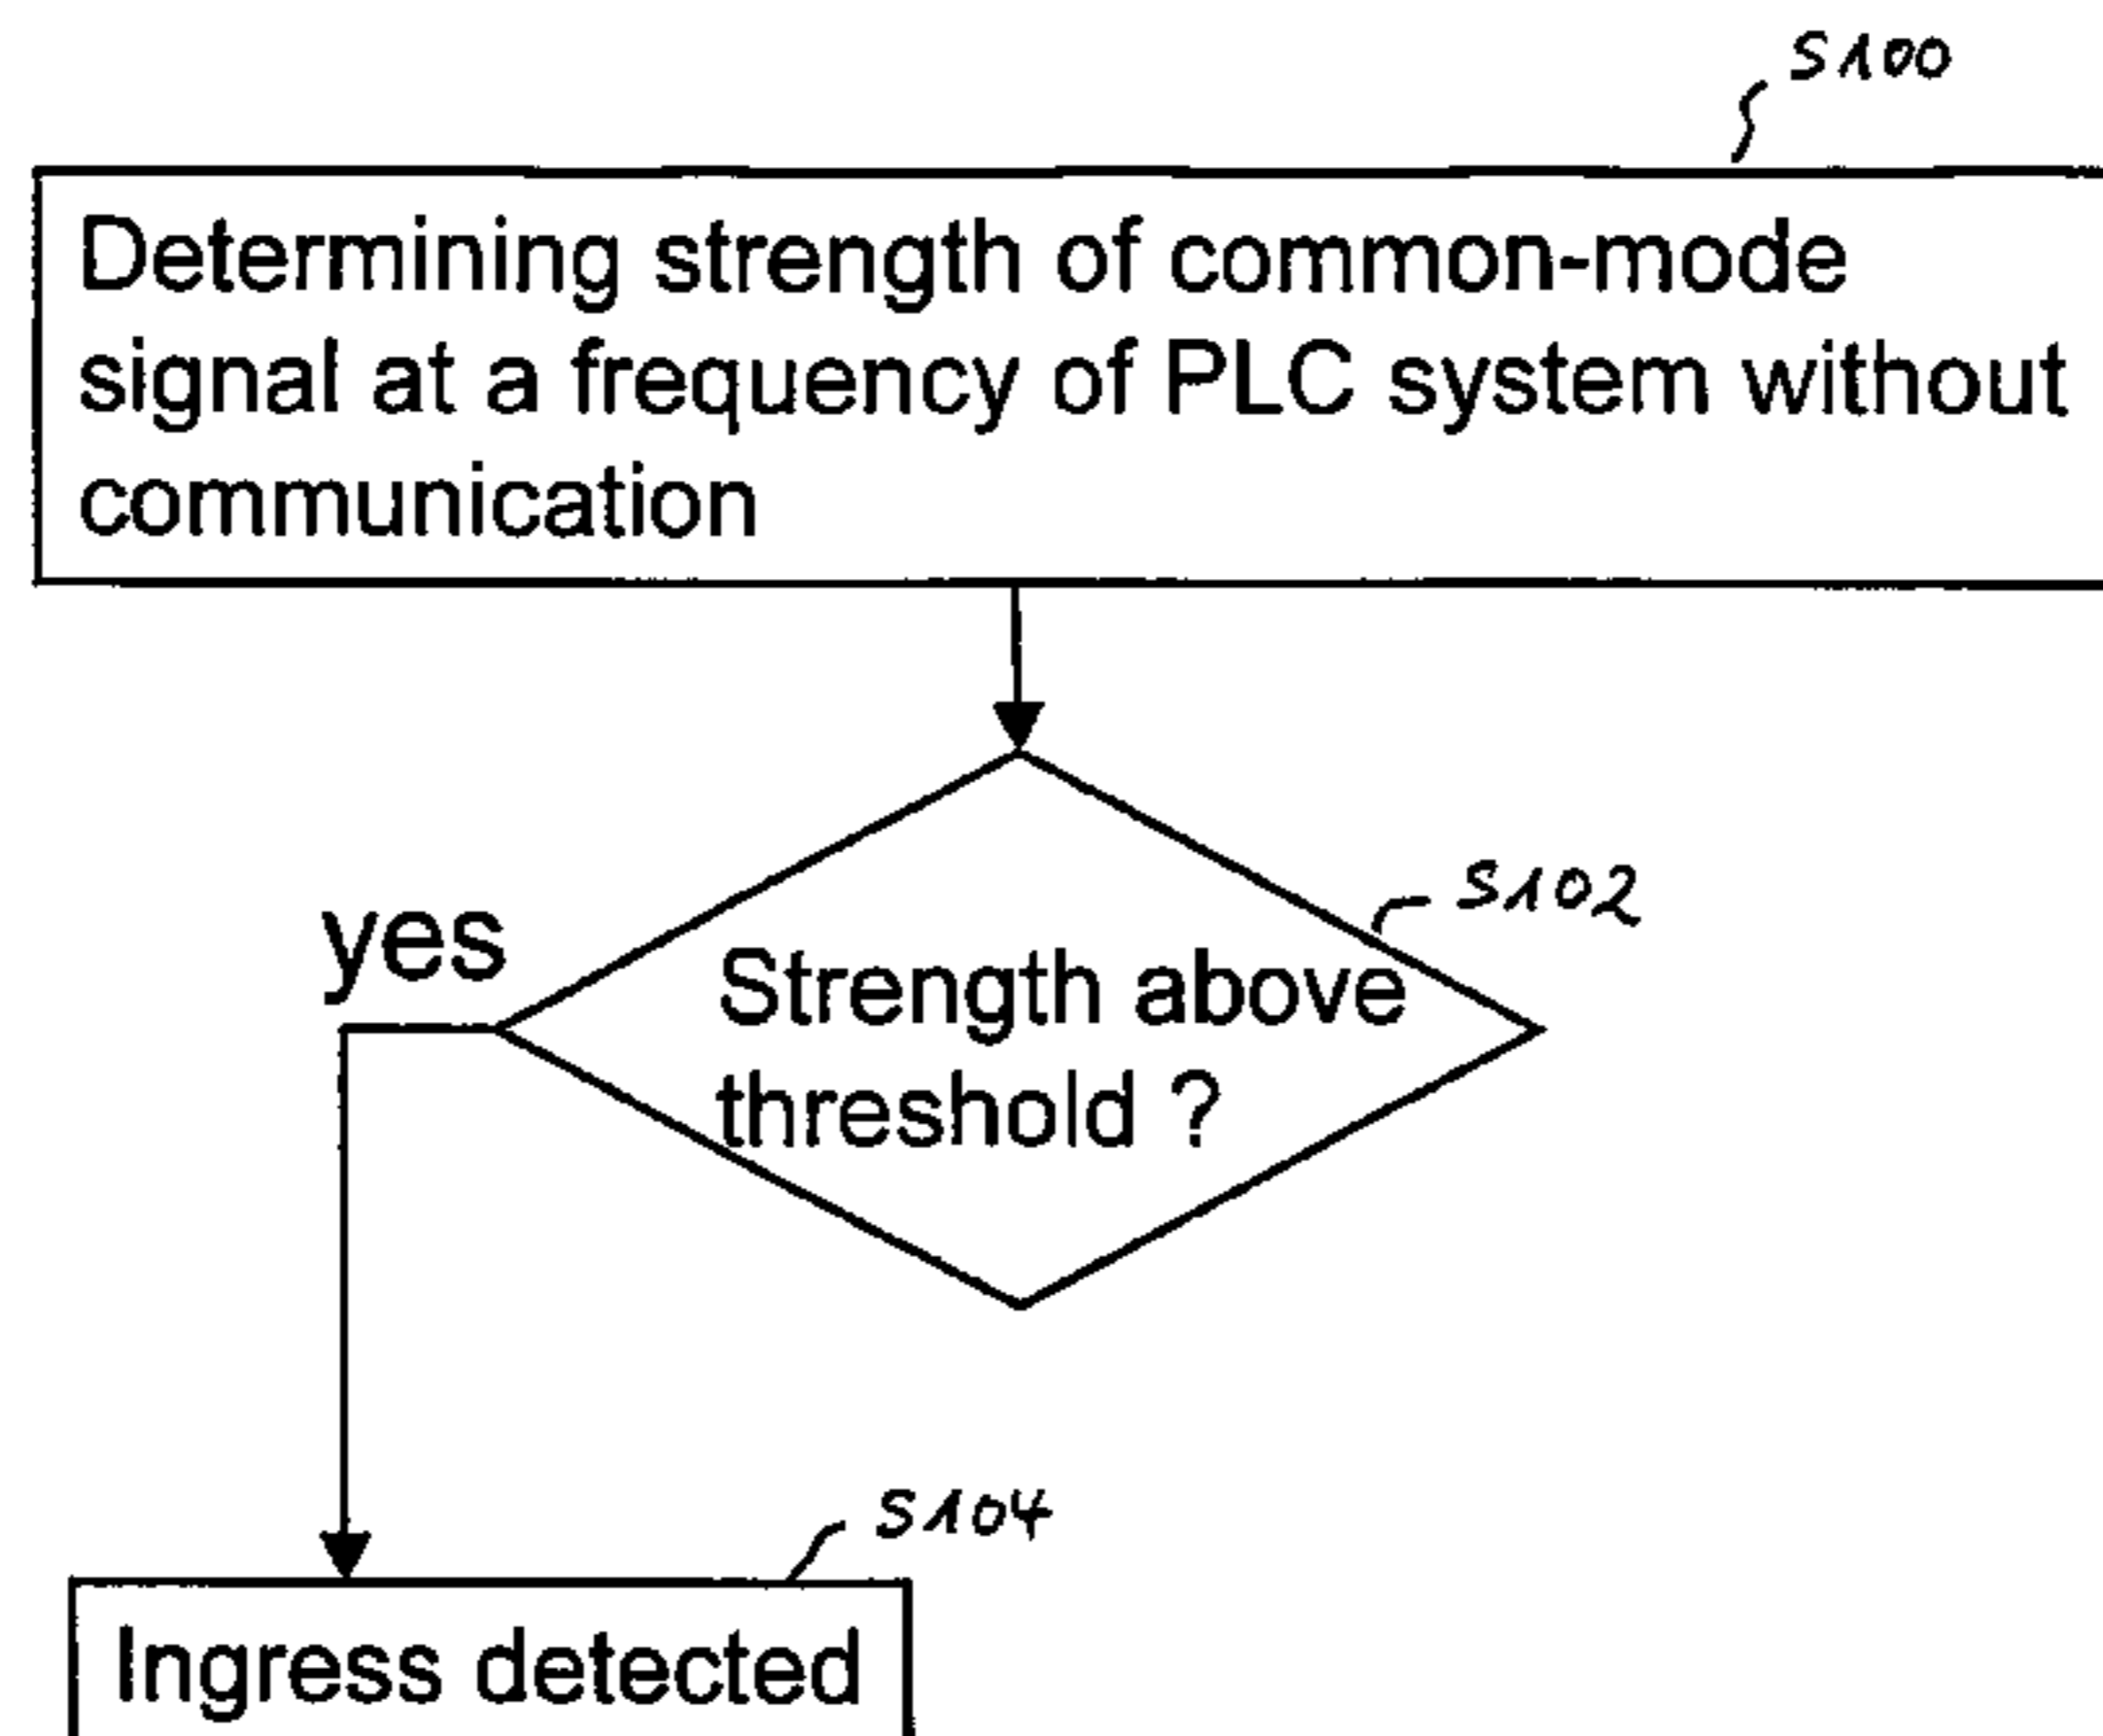 S100
Determining strength of common-mode
signal at a frequency of PLC system without
communication
S102
yes
Strength above
threshold ?
S104
Ingress detected